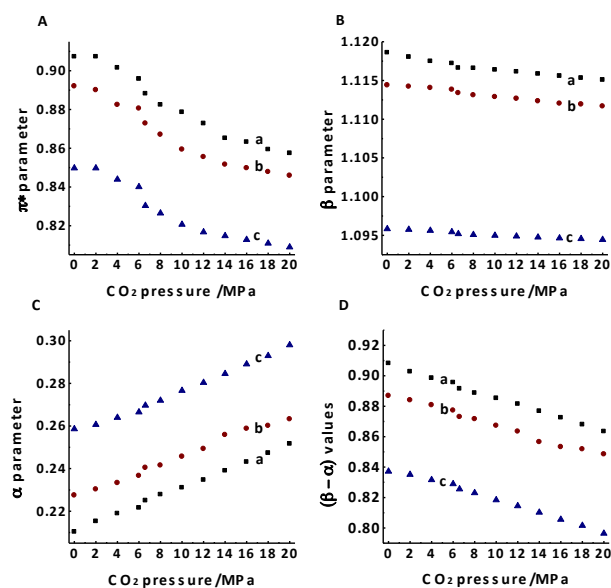 A
B
π* parameter
0.90
0.88
0.86
0.84
0.82
a
b
c
0 2 4 6 8 10 12 14 16 18 20
CO₂ pressure /MPa
β parameter
1.120
1.115
1.110
1.105
1.100
1.095
a
b
c
0 2 4 6 8 10 12 14 16 18 20
CO₂ pressure /MPa
C
D
α parameter
0.30
0.28
0.26
0.24
0.22
c
b
a
0 2 4 6 8 10 12 14 16 18 20
CO₂ pressure /MPa
(β – α) values
0.92
0.90
0.88
0.86
0.84
0.82
0.80
a
b
c
0 2 4 6 8 10 12 14 16 18 20
CO₂ pressure /MPa